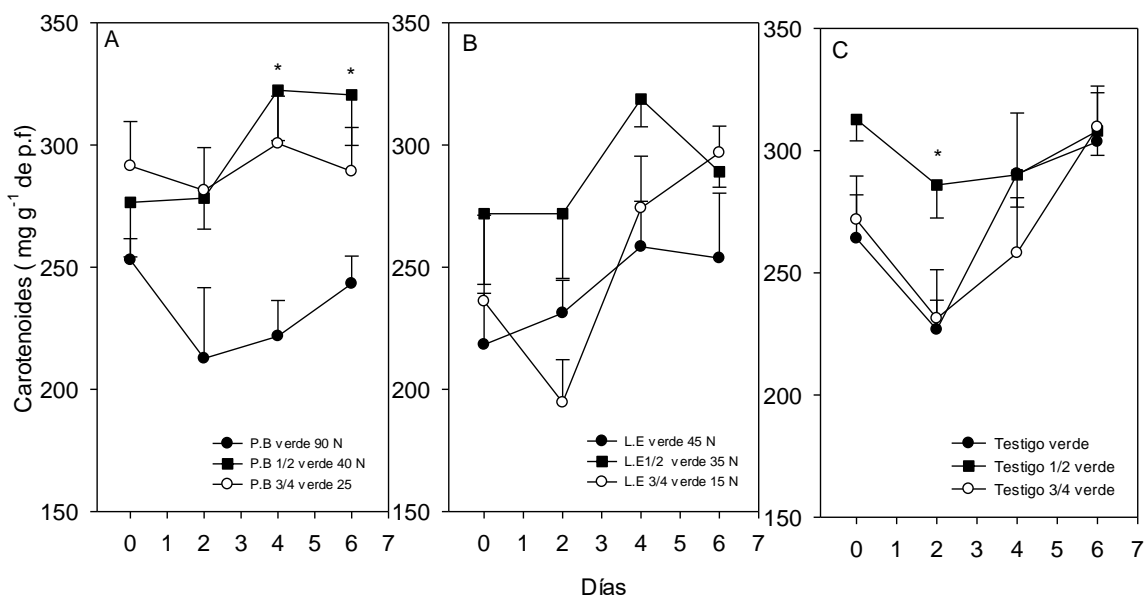 Carotenoides ( mg g-1 de p.f)
A
350
300
250
200
150
* *
P.B verde 90 N
P.B 1/2 verde 40 N
P.B 3/4 verde 25
0 1 2 3 4 5 6 7
B
350
300
250
200
150
L.E verde 45 N
L.E1/2 verde 35 N
L.E 3/4 verde 15 N
0 1 2 3 4 5 6 7
C
350
300
250
200
150
*
Testigo verde
Testigo 1/2 verde
Testigo 3/4 verde
0 1 2 3 4 5 6 7
Días